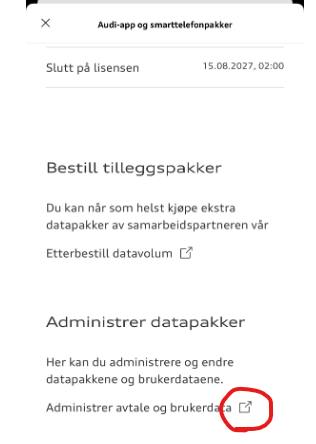 Audi-app og smarttelefonpakker
Slutt på lisensen 15.08.2027, 02:00
Bestill tilleggspakker
Du kan når som helst kjøpe ekstra
datapakker av samarbeidspartneren vår
Etterbestill datavolum
Administrer datapakker
Her kan du administrere og endre
datapakkene og brukerdataene.
Administrer avtale og brukerdata